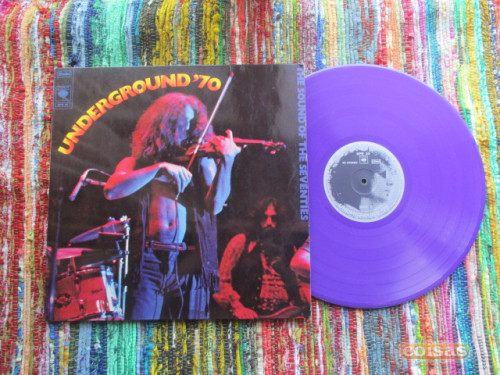 UNDERGROUND '70
THE SOUND OF THE SEVENTIES
coisas